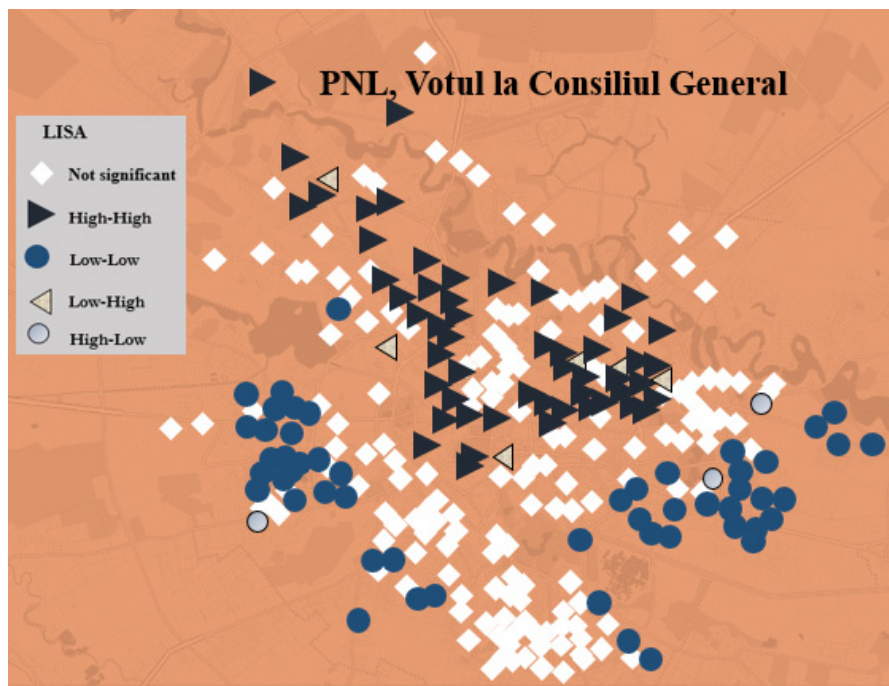 PNL, Votul la Consiliul General
LISA
Not significant
High-High
Low-Low
Low-High
High-Low